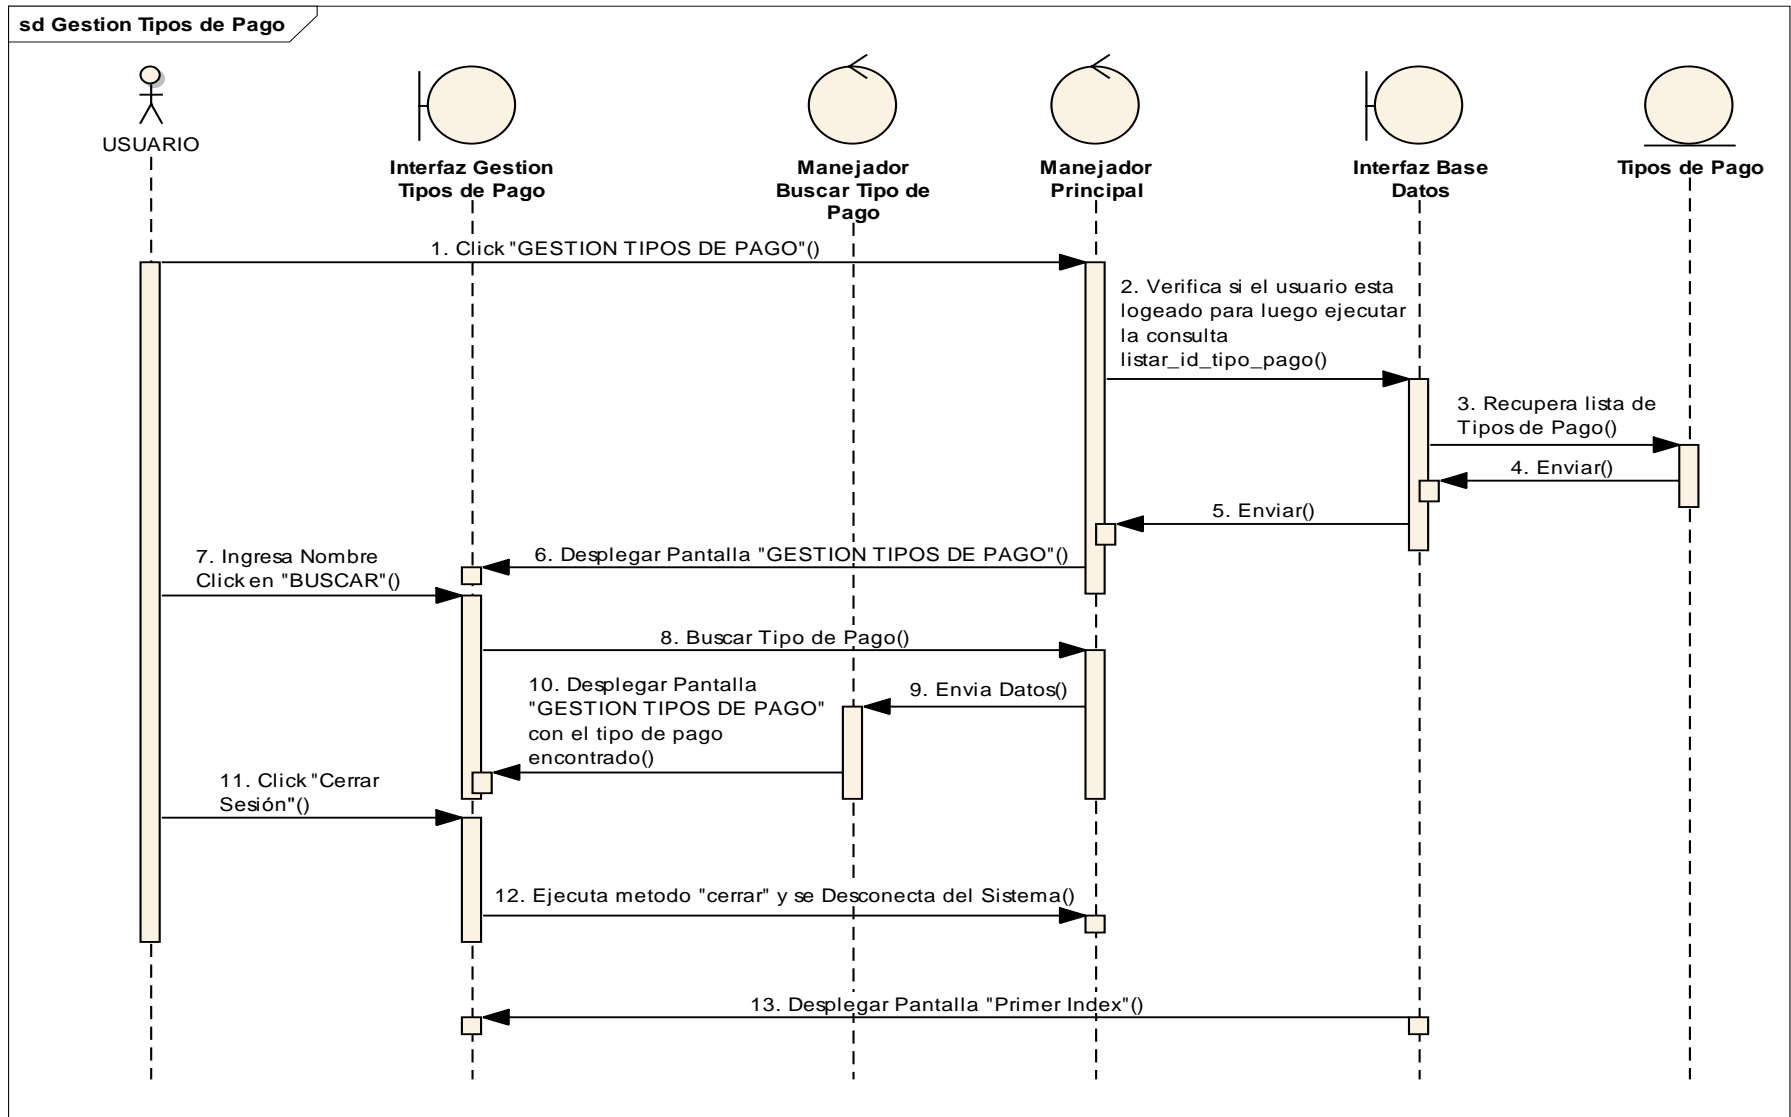 sd Gestion Tipos de Pago
USUARIO
Interfaz Gestion
Tipos de Pago
Manejador
Buscar Tipo de
Pago
Manejador
Principal
Interfaz Base
Datos
Tipos de Pago
1. Click "GESTION TIPOS DE PAGO"()
2. Verifica si el usuario esta
logeado para luego ejecutar
la consulta
listar_id_tipo_pago()
3. Recupera lista de
Tipos de Pago()
4. Enviar()
5. Enviar()
6. Desplegar Pantalla "GESTION TIPOS DE PAGO"()
7. Ingresa Nombre
Click en "BUSCAR"()
8. Buscar Tipo de Pago()
9. Envia Datos()
10. Desplegar Pantalla
"GESTION TIPOS DE PAGO"
con el tipo de pago
encontrado()
11. Click "Cerrar
Sesión"()
12. Ejecuta metodo "cerrar" y se Desconecta del Sistema()
13. Desplegar Pantalla "Primer Index"()